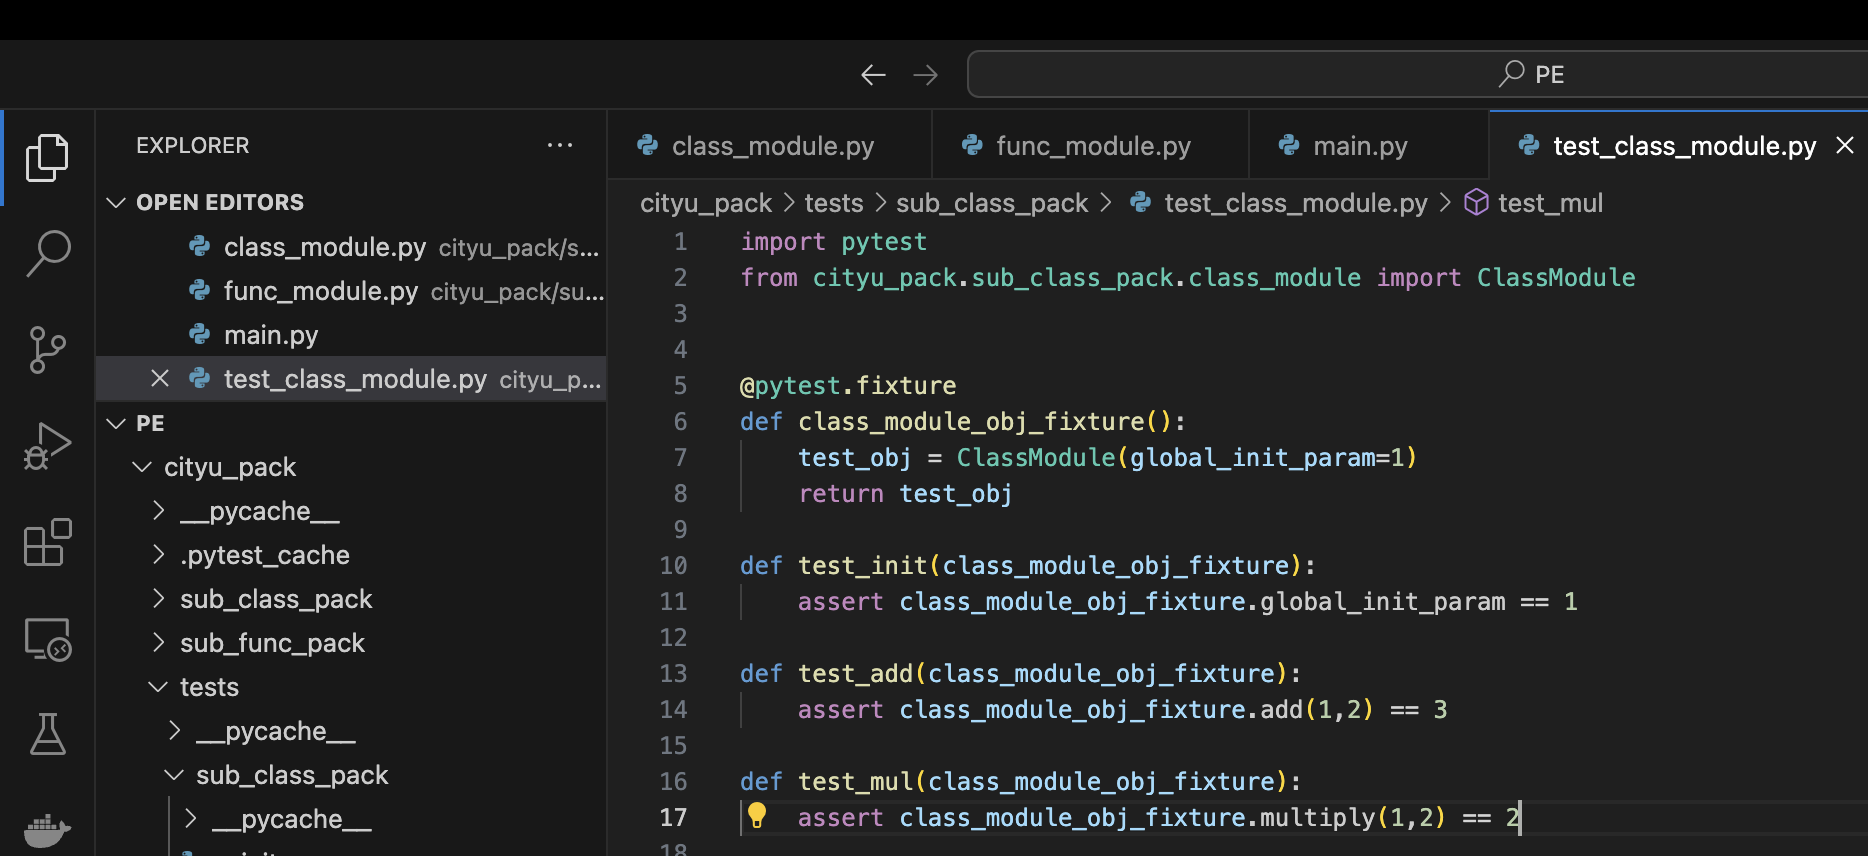 PE
EXPLORER ...
class_module.py func_module.py main.py test_class_module.py
OPEN EDITORS
class_module.py cityu_pack/s...
func_module.py cityu_pack/su...
main.py
test_class_module.py cityu_p...
PE
cityu_pack
__pycache__
.pytest_cache
sub_class_pack
sub_func_pack
tests
__pycache__
sub_class_pack
__pycache__
cityu_pack > tests > sub_class_pack > test_class_module.py > test_mul
1 import pytest
2 from cityu_pack.sub_class_pack.class_module import ClassModule
3
4
5 @pytest.fixture
6 def class_module_obj_fixture():
7 test_obj = ClassModule(global_init_param=1)
8 return test_obj
9
10 def test_init(class_module_obj_fixture):
11 assert class_module_obj_fixture.global_init_param == 1
12
13 def test_add(class_module_obj_fixture):
14 assert class_module_obj_fixture.add(1,2) == 3
15
16 def test_mul(class_module_obj_fixture):
17 assert class_module_obj_fixture.multiply(1,2) == 2
18